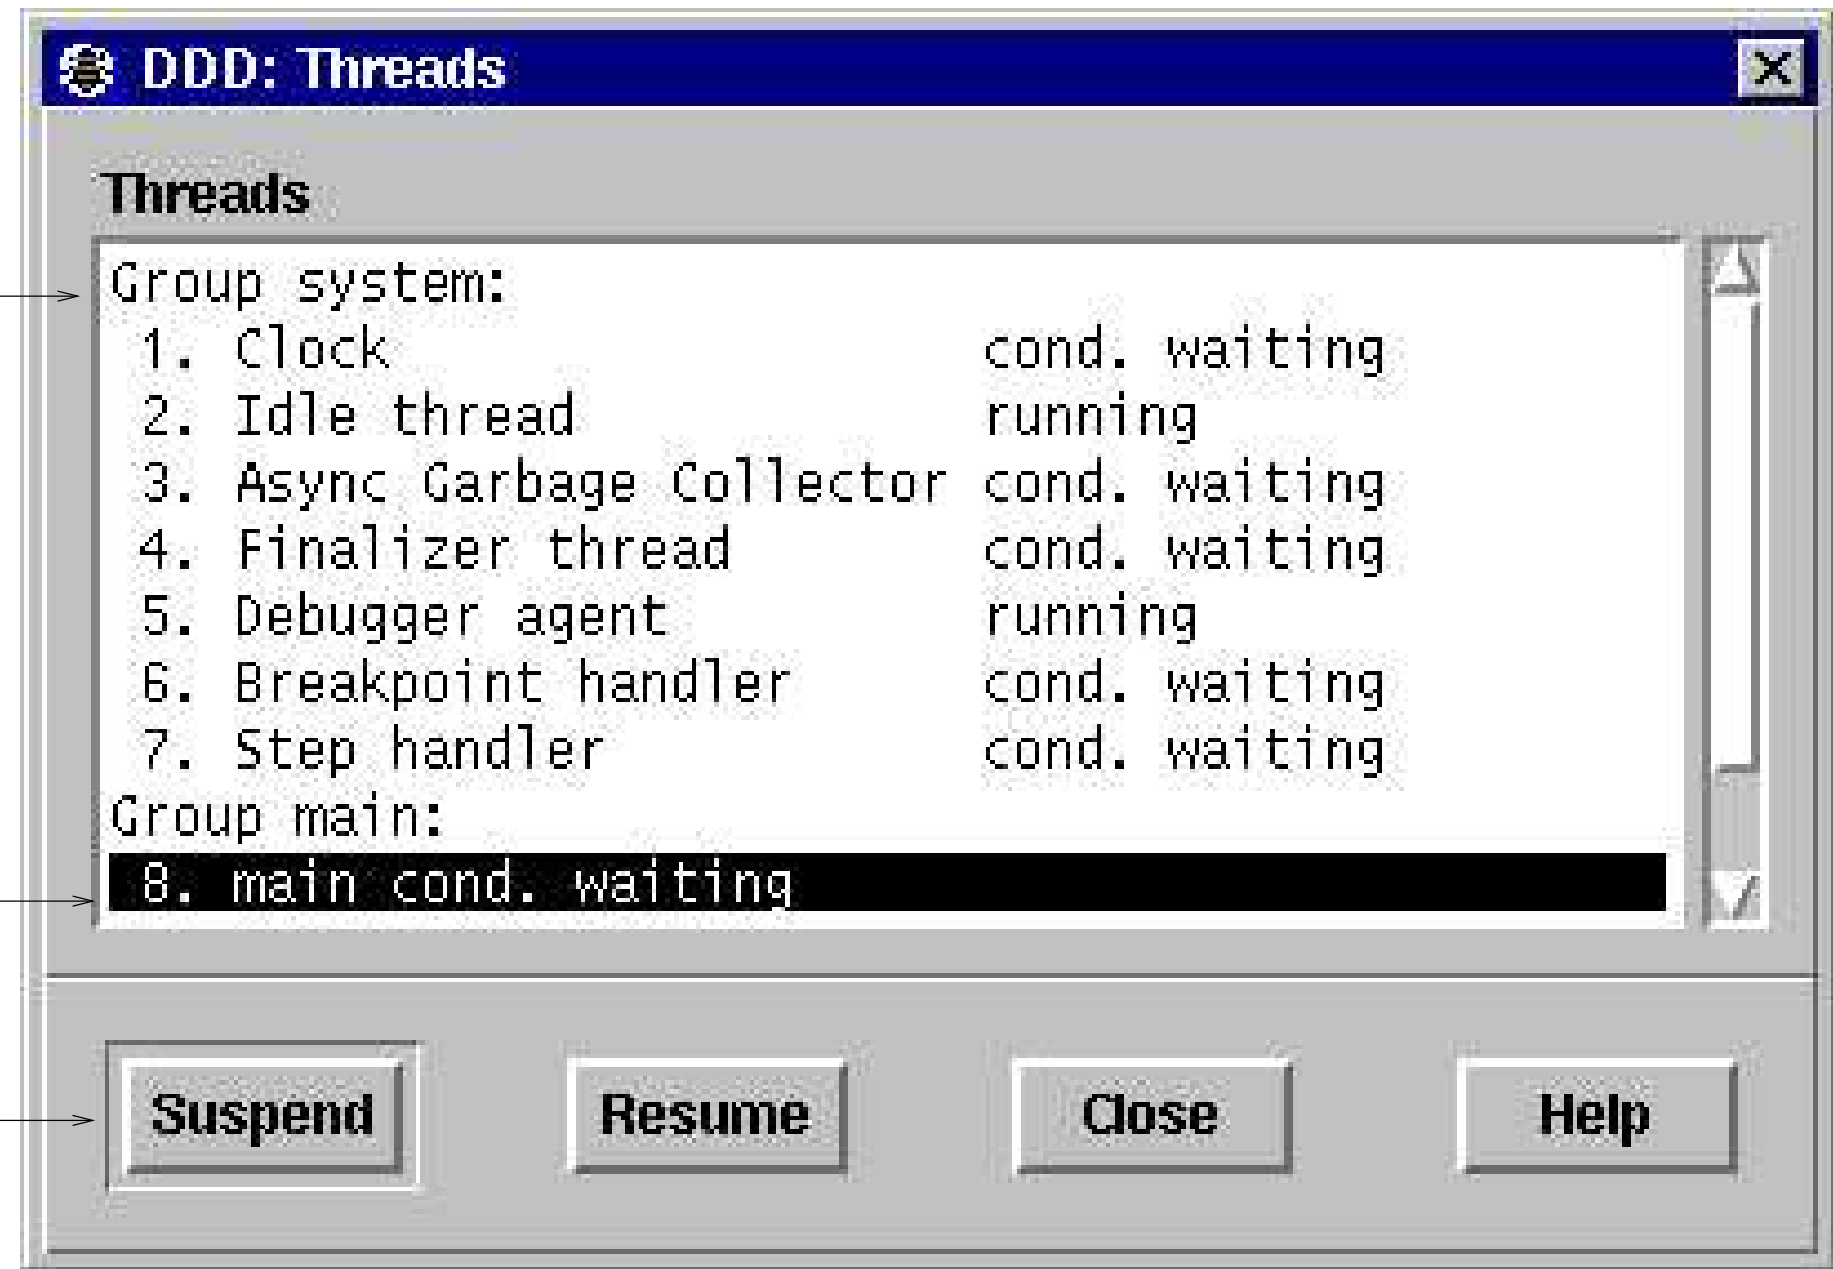 DDD: Threads
Threads
Group system:
1. Clock cond. waiting
2. Idle thread running
3. Async Garbage Collector cond. waiting
4. Finalizer thread cond. waiting
5. Debugger agent running
6. Breakpoint handler cond. waiting
7. Step handler cond. waiting
Group main:
8. main cond. waiting
Suspend Resume Close Help